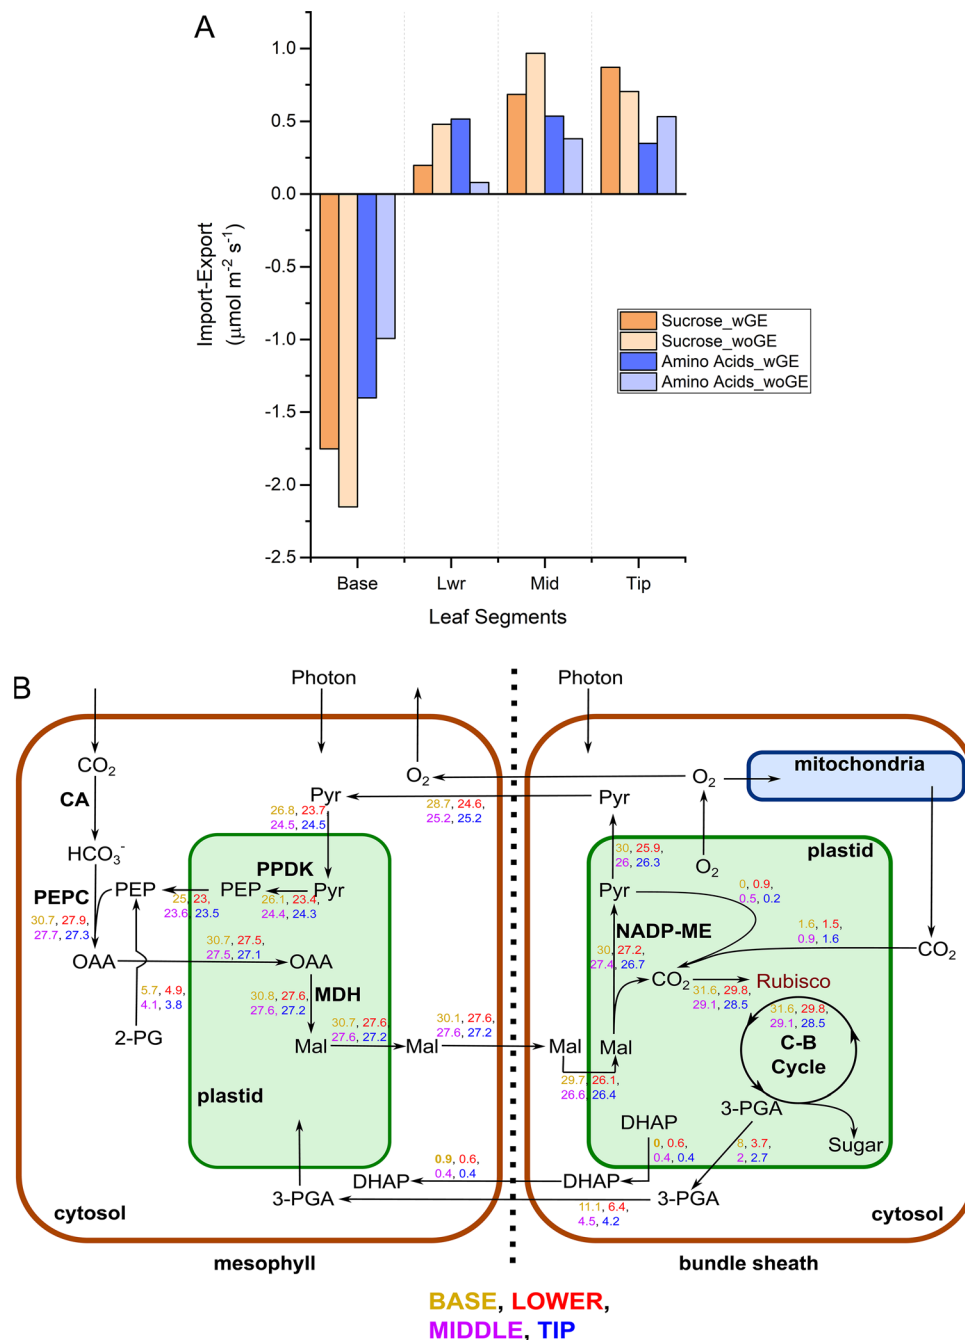 A
1.0
0.5
0.0
-0.5
-1.0
-1.5
-2.0
-2.5
Import-Export
(μmol m⁻² s⁻¹)
Base Lwr Mid Tip
Leaf Segments
Sucrose_wGE
Sucrose_woGE
Amino Acids_wGE
Amino Acids_woGE
B
Photon
Photon
CO₂
CA
HCO₃⁻
PEPC
30.7, 27.9,
27.7, 27.3
OAA
PEP
25, 23,
23.6, 23.5
5.7, 4.9,
4.1, 3.8
2-PG
O₂
Pyr
26.8, 23.7,
24.5, 24.5
PPDK
PEP
Pyr
26.1, 23.4,
24.4, 24.3
30.7, 27.5,
27.5, 27.1
OAA
30.8, 27.6,
27.6, 27.2
MDH
30.7, 27.6,
27.6, 27.2
Mal
Mal
30.1, 27.6,
27.6, 27.2
plastid
3-PGA
DHAP
0.9, 0.6,
0.4, 0.4
cytosol
mesophyll
28.7, 24.6,
25.2, 25.2
Pyr
O₂
mitochondria
plastid
30, 25.9,
26, 26.3
O₂
Pyr
0, 0.9,
0.5, 0.2
NADP-ME
30, 27.2,
27.4, 26.7
1.6, 1.5,
0.9, 1.6
CO₂
CO₂
31.6, 29.8,
29.1, 28.5
Rubisco
31.6, 29.8,
29.1, 28.5
C-B
Cycle
Mal
Mal
29.7, 26.1,
26.6, 26.4
3-PGA
8, 3.7,
2, 2.7
Sugar
DHAP
0, 0.6,
0.4, 0.4
DHAP
3-PGA
11.1, 6.4,
4.5, 4.2
cytosol
bundle sheath
BASE, LOWER,
MIDDLE, TIP